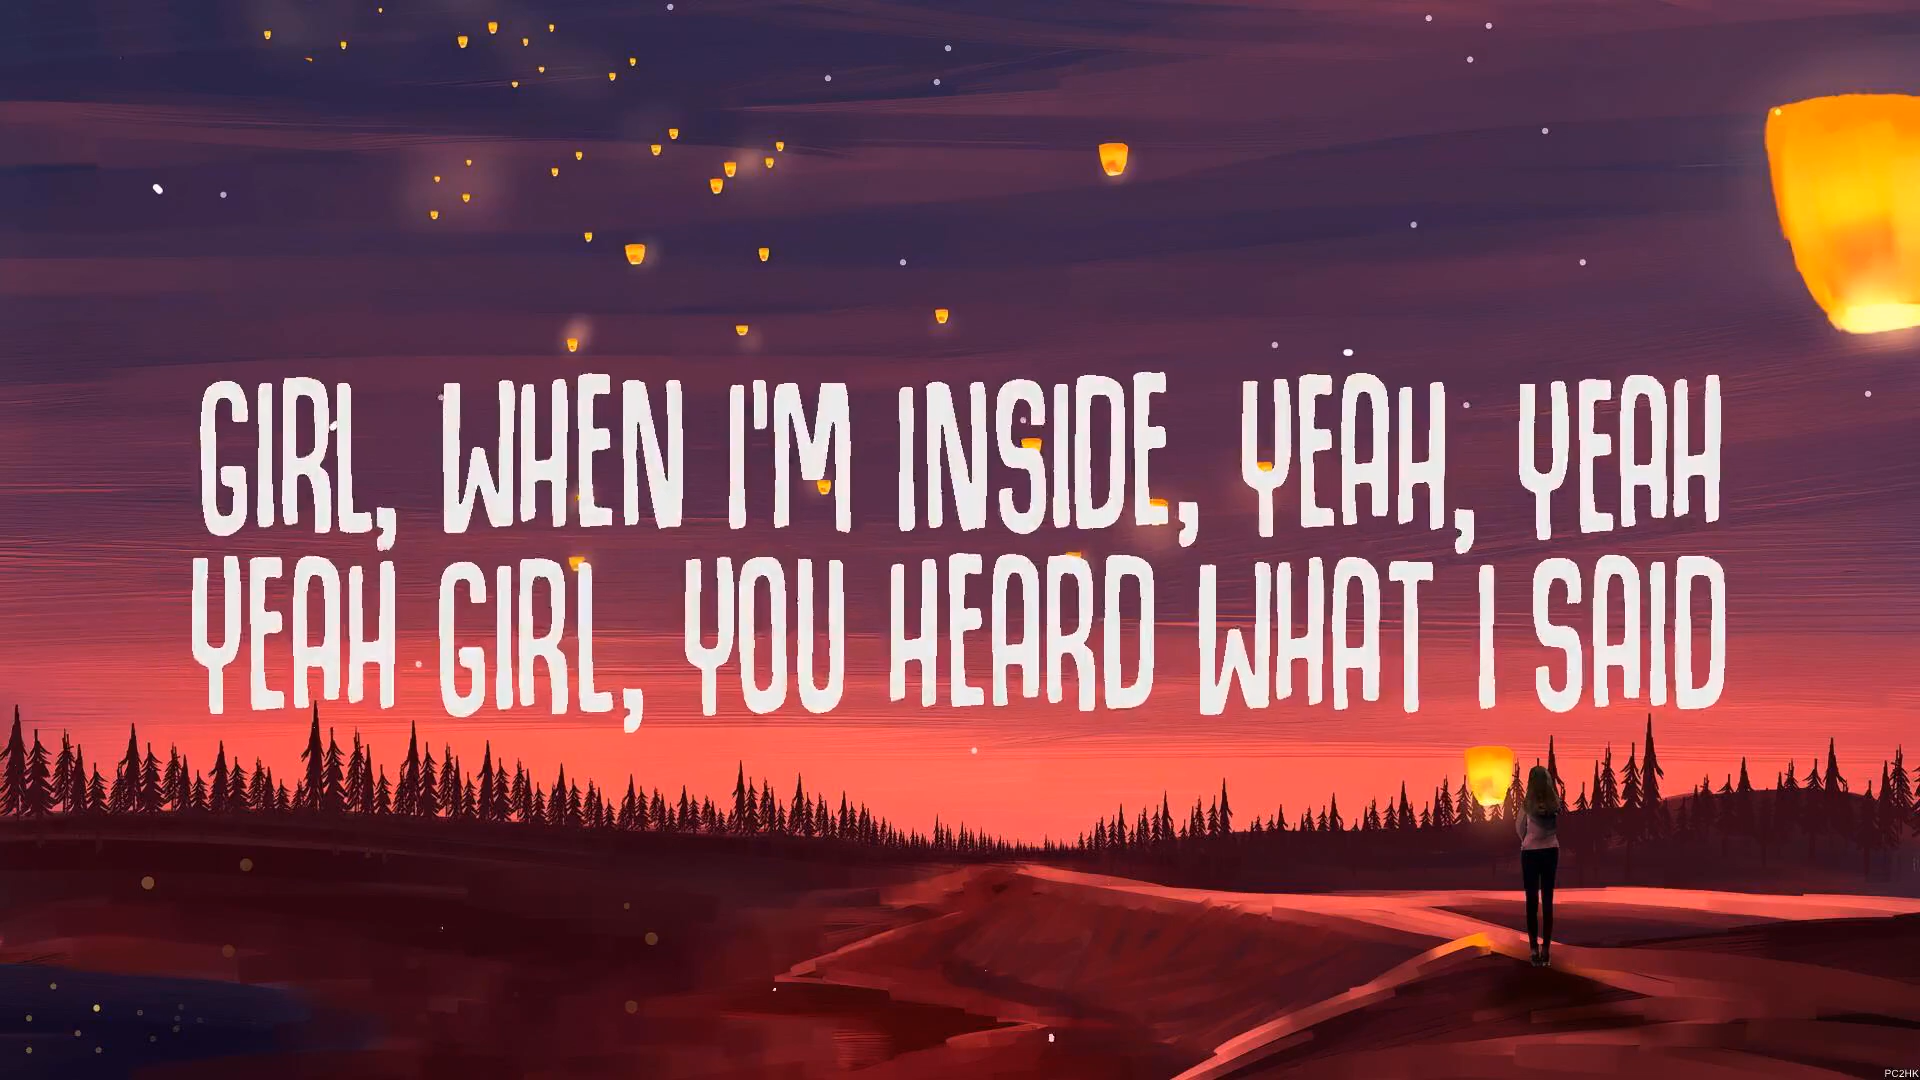 GIRL, WHEN I'M INSIDE, YEAH, YEAH
YEAH GIRL, YOU HEARD WHAT I SAID
PC2HK